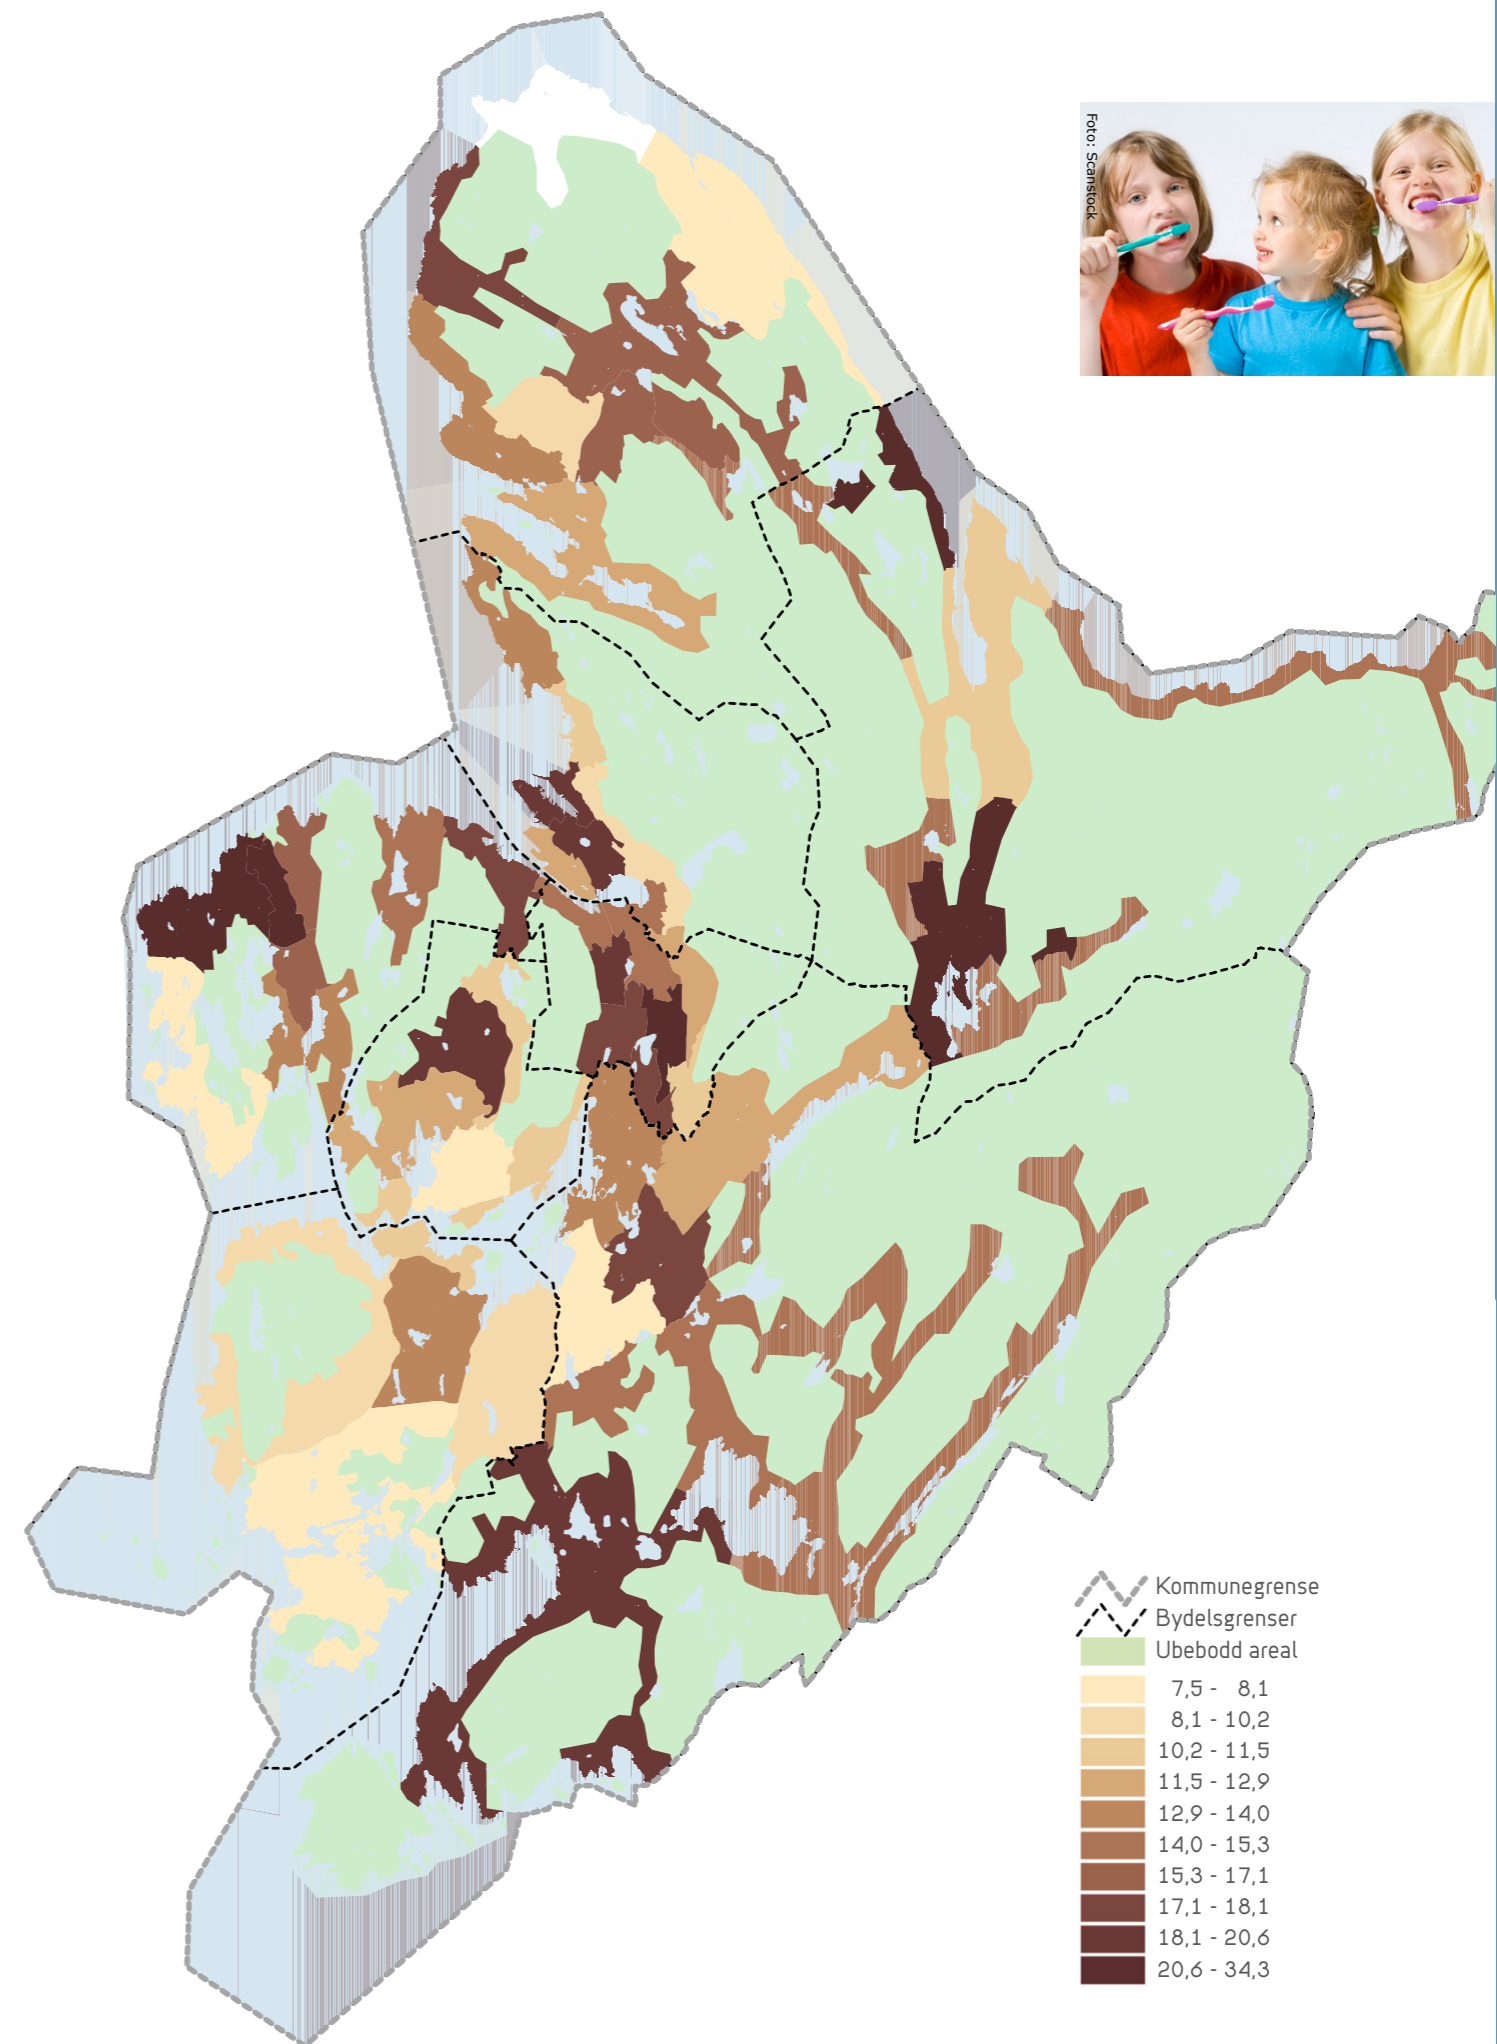 Foto: Scanstock
Kommunegrense
Bydelsgrenser
Ubebodd areal
7,5 - 8,1
8,1 - 10,2
10,2 - 11,5
11,5 - 12,9
12,9 - 14,0
14,0 - 15,3
15,3 - 17,1
17,1 - 18,1
18,1 - 20,6
20,6 - 34,3